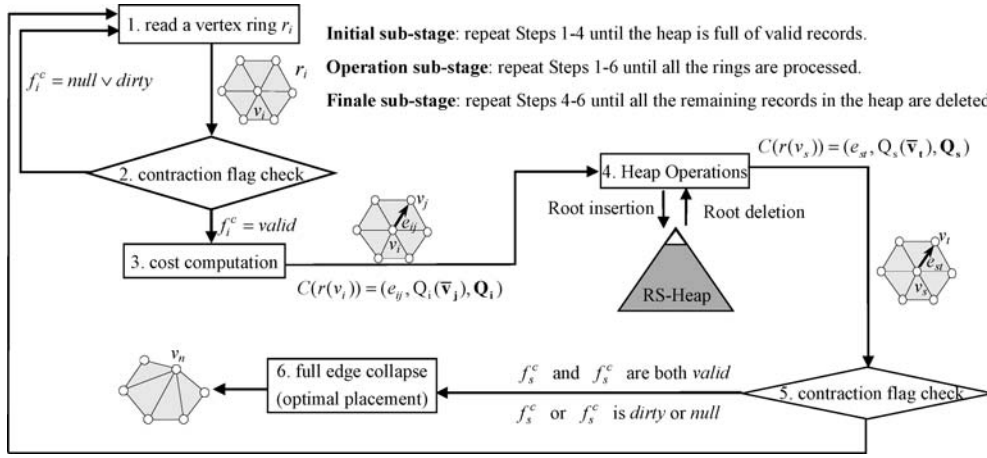 1. read a vertex ring r_i
Initial sub-stage: repeat Steps 1-4 until the heap is full of valid records.
Operation sub-stage: repeat Steps 1-6 until all the rings are processed.
Finale sub-stage: repeat Steps 4-6 until all the remaining records in the heap are deleted
f_i^c = null ∨ dirty
r_i
v_i
2. contraction flag check
f_i^c = valid
3. cost computation
v_j
e_ij
v_i
C(r(v_i)) = (e_ij, Q_i(v̄_j), Q_i)
4. Heap Operations
Root insertion
Root deletion
RS-Heap
C(r(v_s)) = (e_st, Q_s(v̄_t), Q_s)
v_t
e_st
v_s
5. contraction flag check
f_s^c and f_s^c are both valid
f_s^c or f_s^c is dirty or null
6. full edge collapse
(optimal placement)
v_n